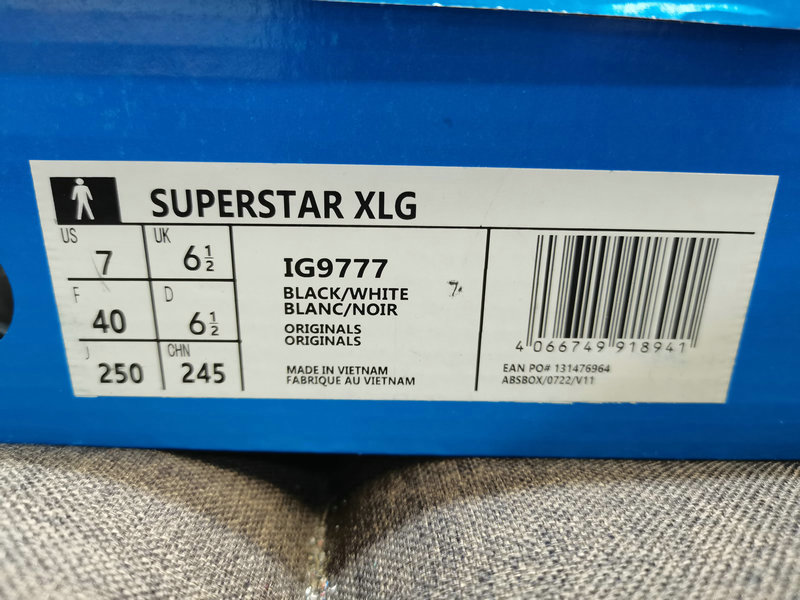 SUPERSTAR XLG
US 7
UK 6½
F 40
D 6½
J 250
CHN 245
IG9777
BLACK/WHITE
BLANC/NOIR
ORIGINALS
ORIGINALS
MADE IN VIETNAM
FABRIQUE AU VIETNAM
7
4 066749 918941
EAN PO# 131476964
ABSBOX/0722/V11